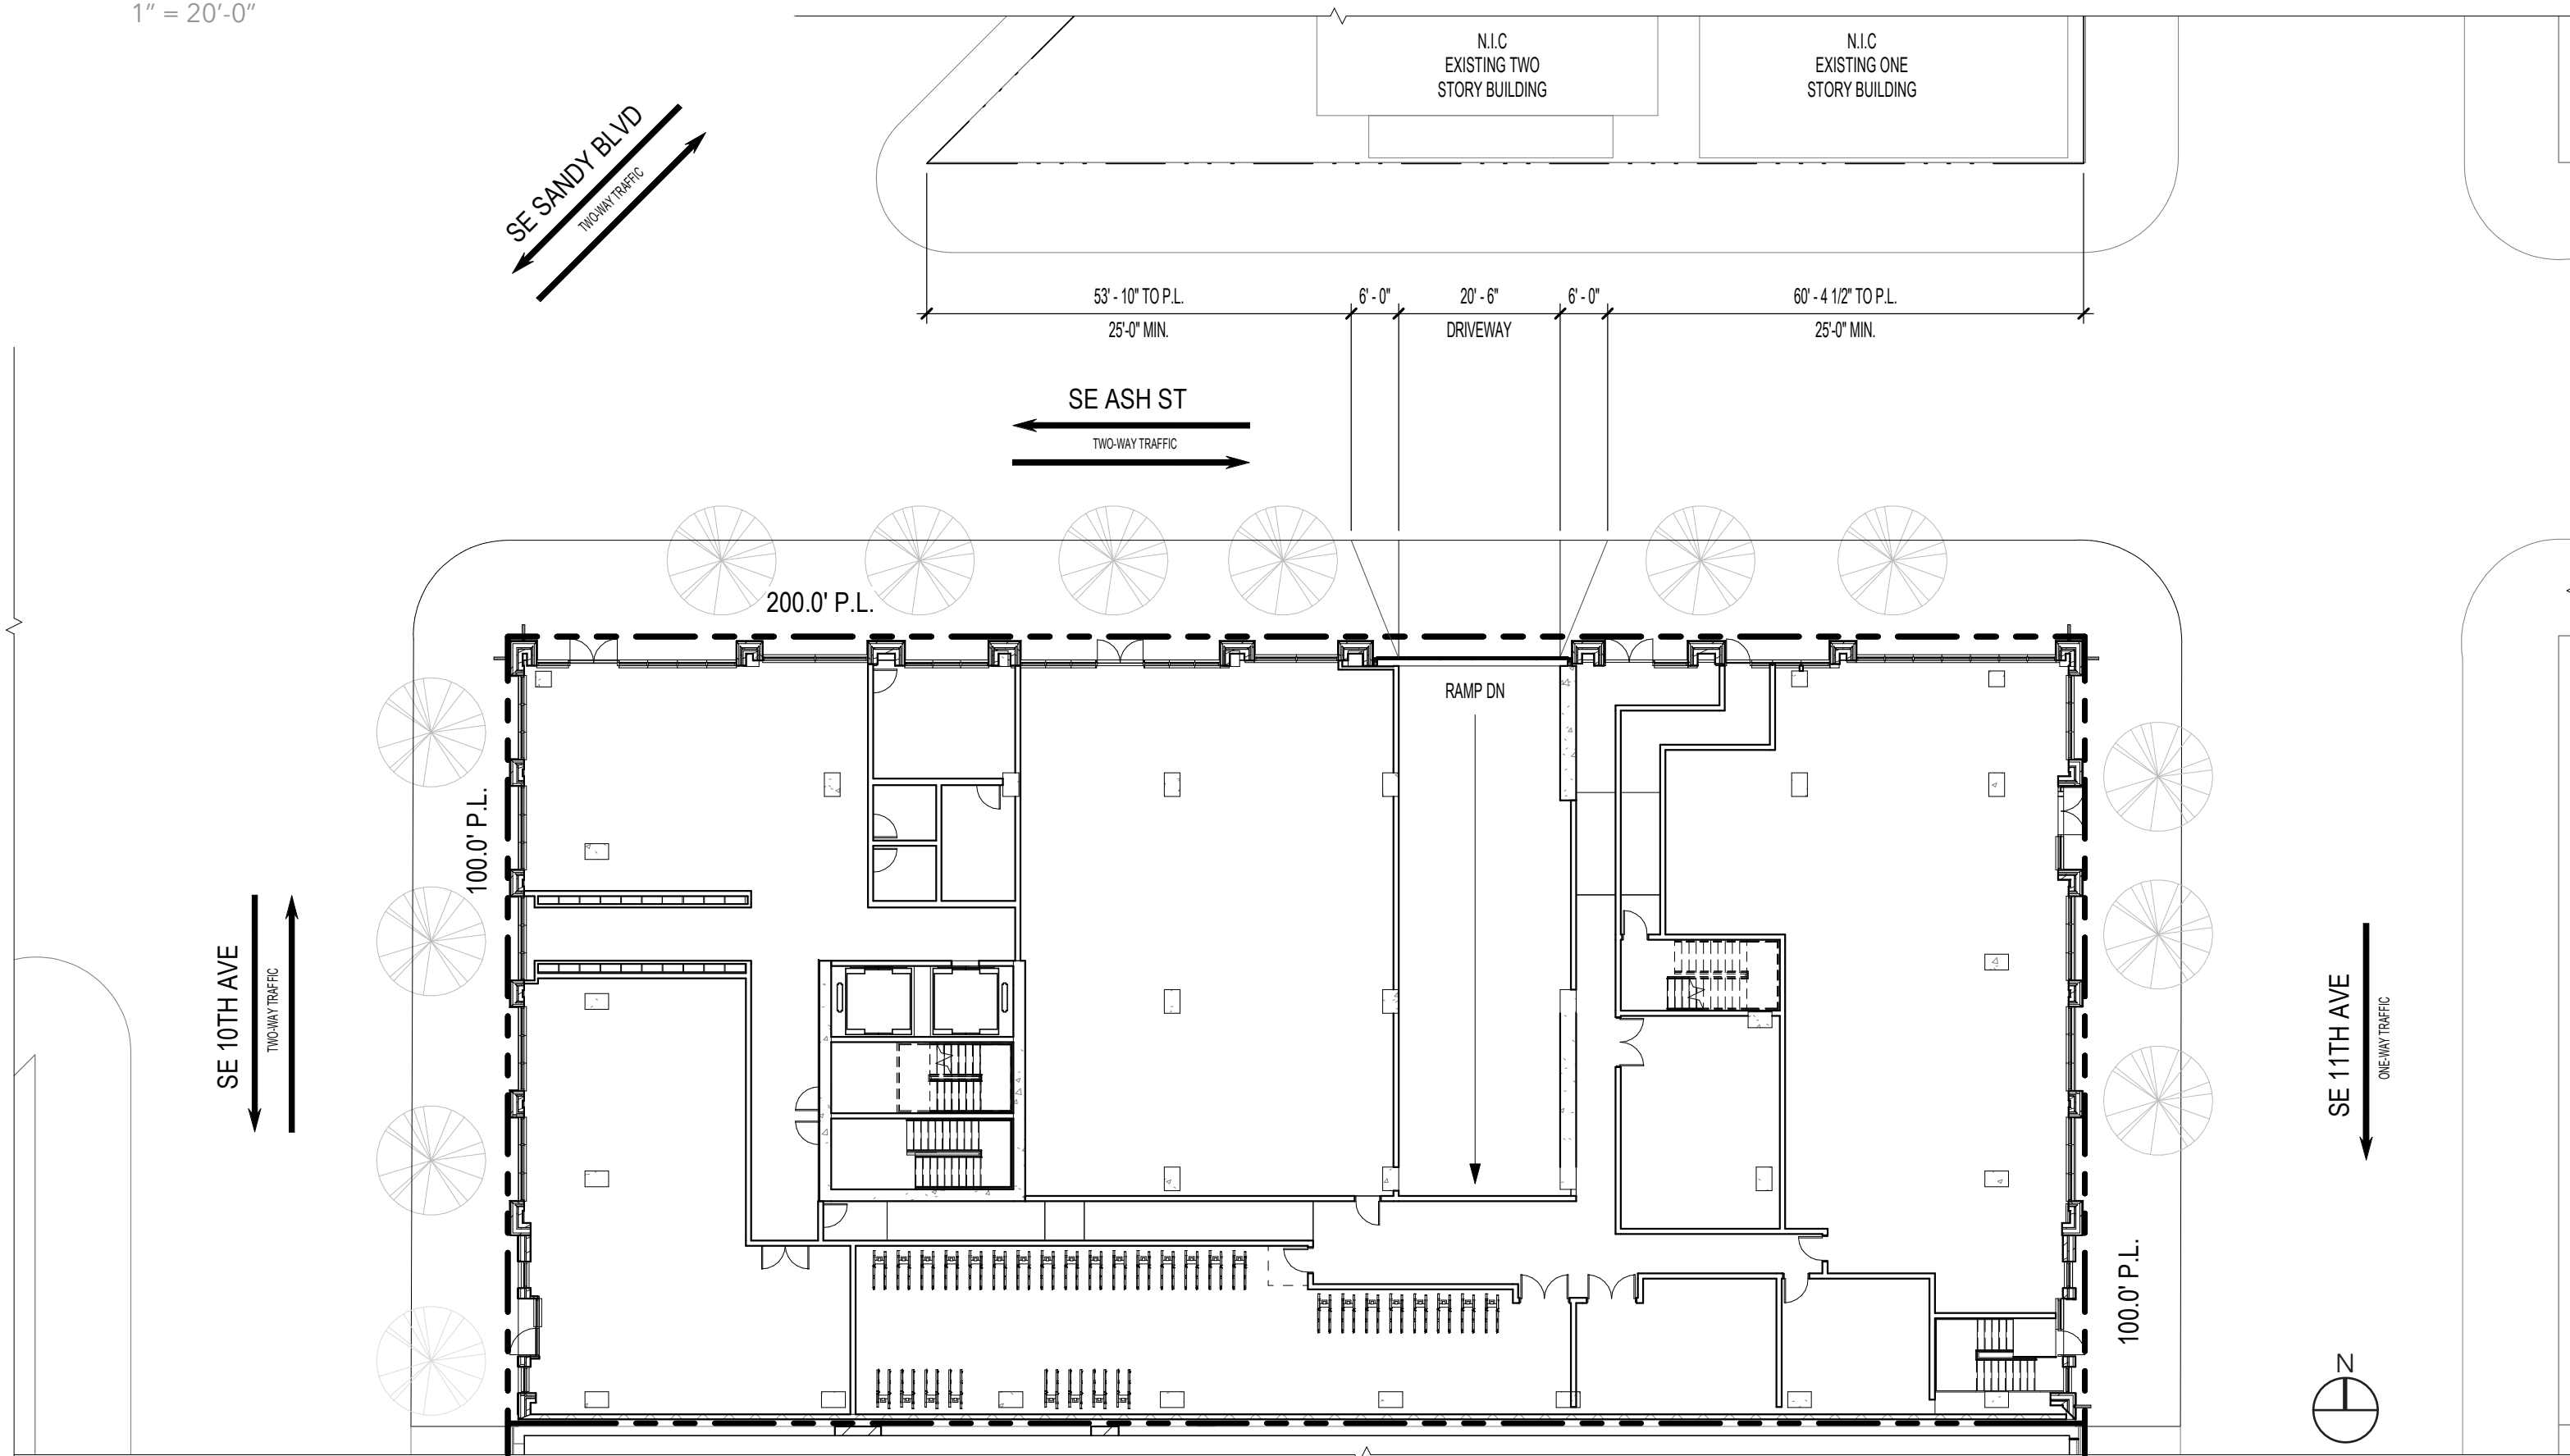 1” = 20’-0”
N.I.C
EXISTING TWO
STORY BUILDING
N.I.C
EXISTING ONE
STORY BUILDING
SE SANDY BLVD
TWO-WAY TRAFFIC
53' - 10" TO P.L.
6' - 0"
20' - 6"
6' - 0"
60' - 4 1/2" TO P.L.
25'-0" MIN.
DRIVEWAY
25'-0" MIN.
SE ASH ST
TWO-WAY TRAFFIC
200.0' P.L.
RAMP DN
100.0' P.L.
SE 10TH AVE
TWO-WAY TRAFFIC
SE 11TH AVE
ONE-WAY TRAFFIC
100.0' P.L.
N